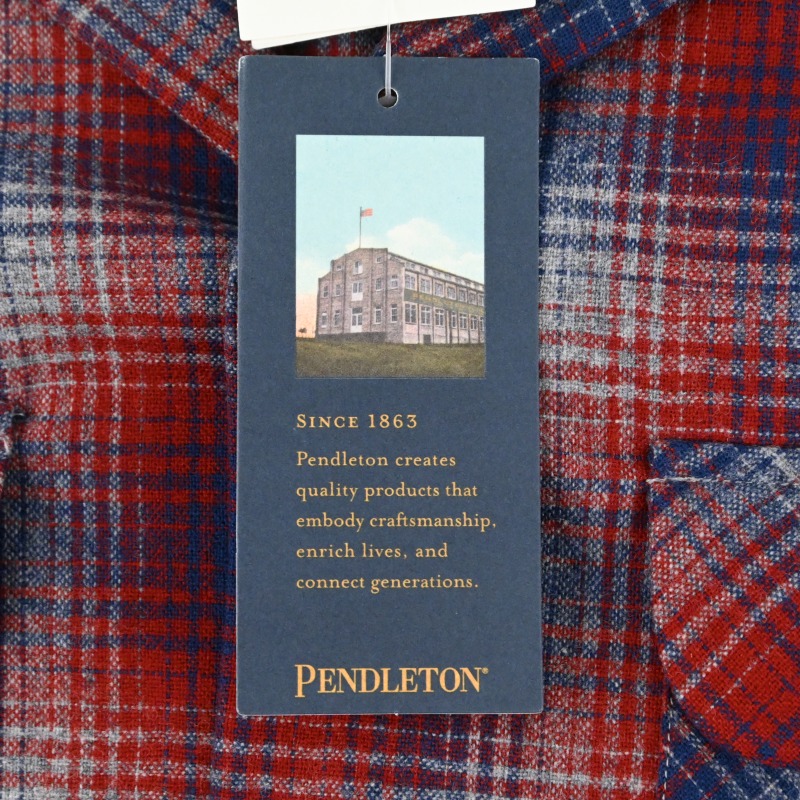 SINCE 1863
Pendleton creates
quality products that
embody craftsmanship,
enrich lives, and
connect generations.
PENDLETON®